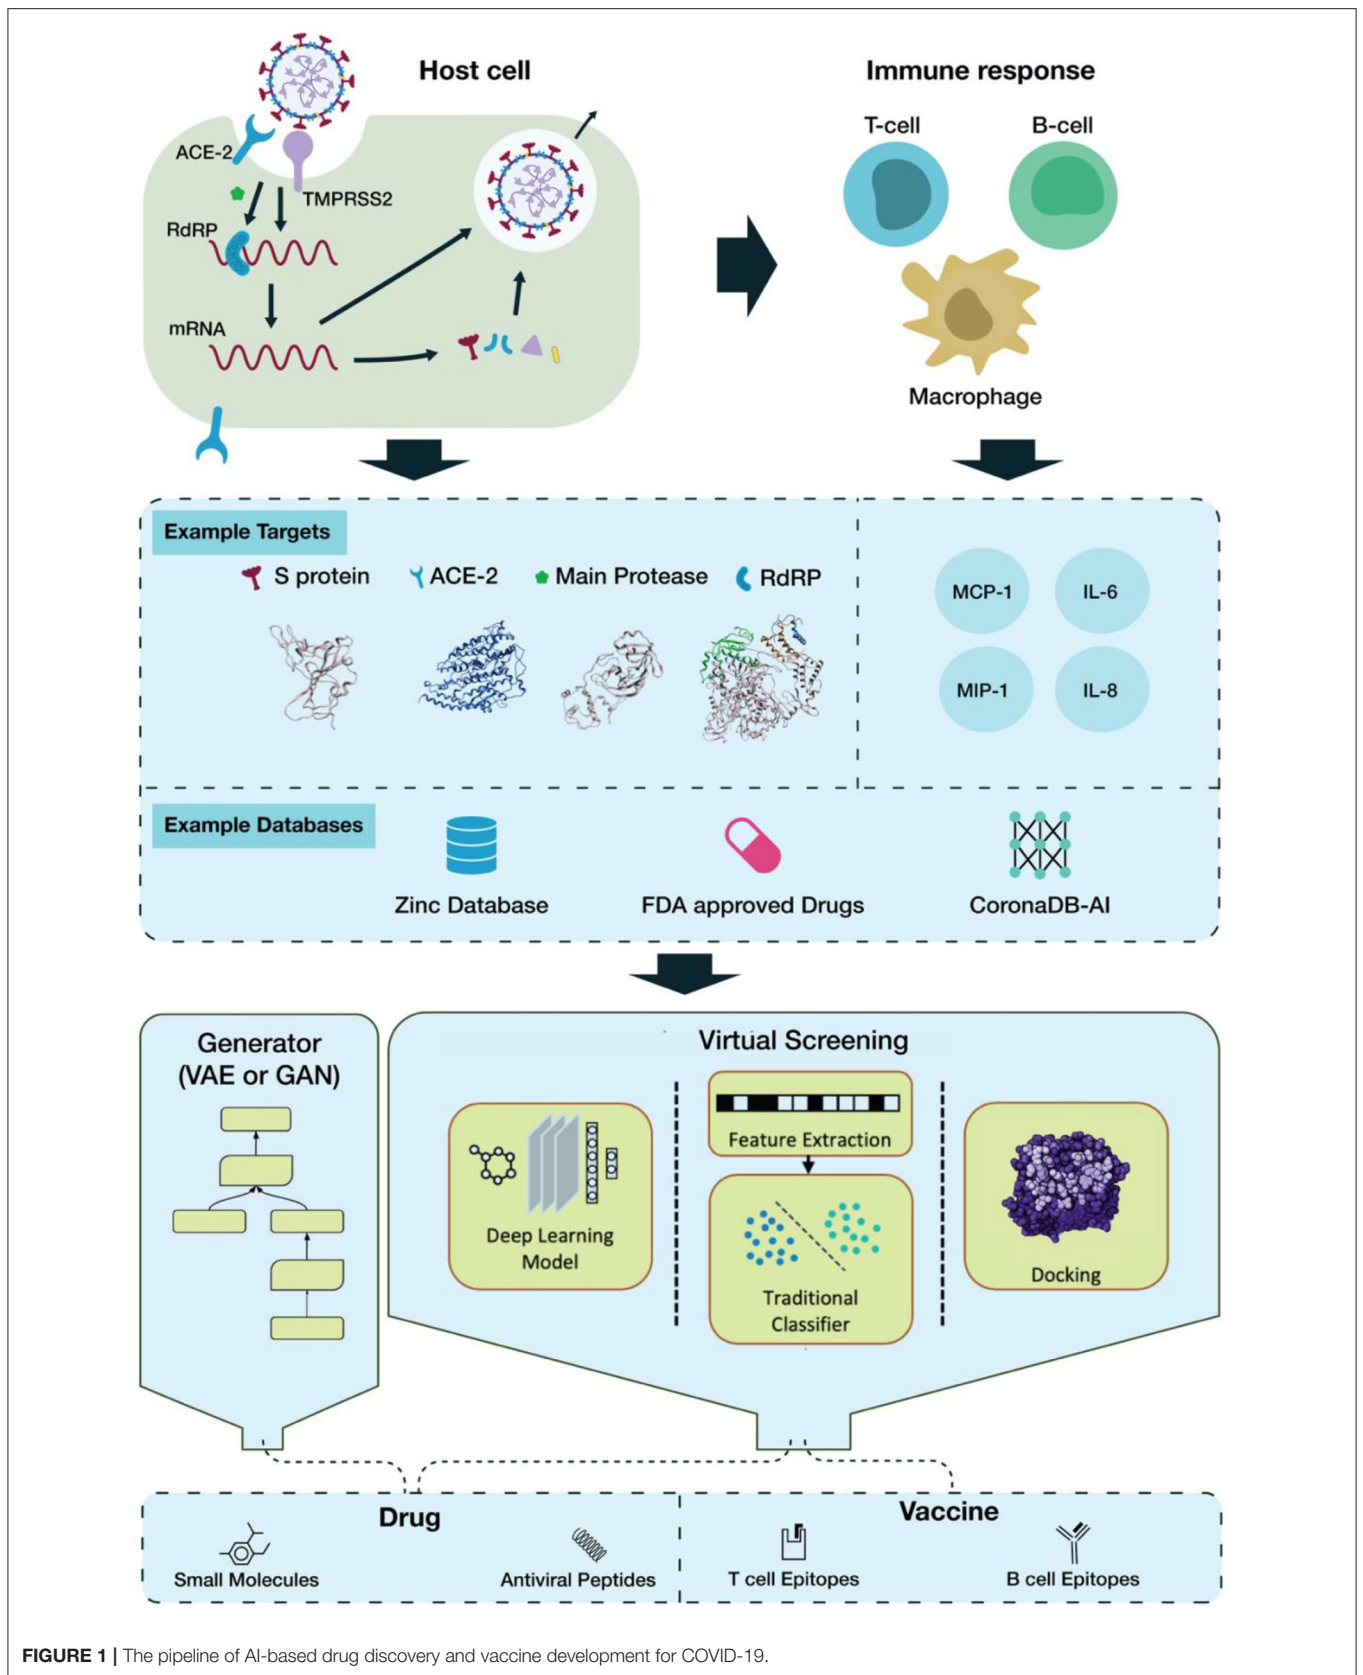 Host cell
Immune response
ACE-2
TMPRSS2
RdRP
mRNA
T-cell
B-cell
Macrophage
Example Targets
S protein
ACE-2
Main Protease
RdRP
MCP-1
IL-6
MIP-1
IL-8
Example Databases
Zinc Database
FDA approved Drugs
CoronaDB-AI
Generator
(VAE or GAN)
Virtual Screening
Deep Learning
Model
Feature Extraction
Traditional
Classifier
Docking
Drug
Small Molecules
Antiviral Peptides
Vaccine
T cell Epitopes
B cell Epitopes
FIGURE 1 | The pipeline of AI-based drug discovery and vaccine development for COVID-19.